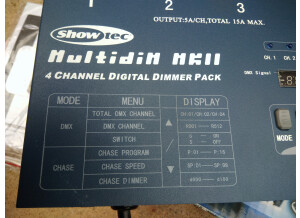 1 2 3
OUTPUT:5A/CH,TOTAL 15A MAX.
Showtec
Multidim MKII
4 CHANNEL DIGITAL DIMMER PACK
CH. 1 CH. 2
DMX Signal
MODE MENU DISPLAY
DMX
TOTAL DMX CHANNEL
DMX CHANNEL
SWITCH
CHASE
CHASE PROGRAM
CHASE SPEED
CHASE DIMMER